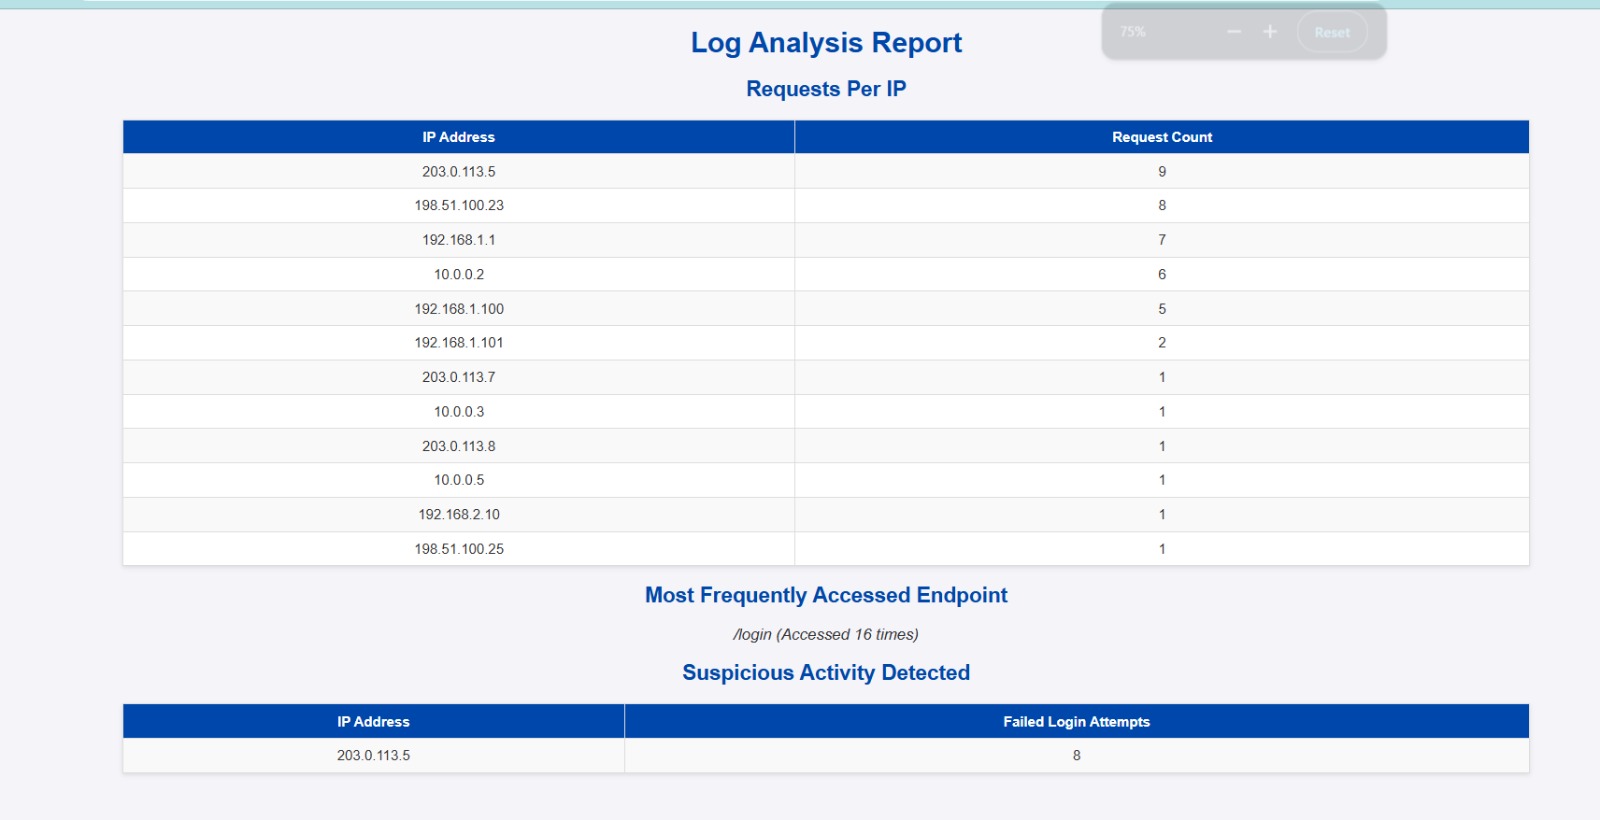 75% − + Reset
Log Analysis Report
Requests Per IP
IP Address Request Count
203.0.113.5 9
198.51.100.23 8
192.168.1.1 7
10.0.0.2 6
192.168.1.100 5
192.168.1.101 2
203.0.113.7 1
10.0.0.3 1
203.0.113.8 1
10.0.0.5 1
192.168.2.10 1
198.51.100.25 1
Most Frequently Accessed Endpoint
/login (Accessed 16 times)
Suspicious Activity Detected
IP Address Failed Login Attempts
203.0.113.5 8